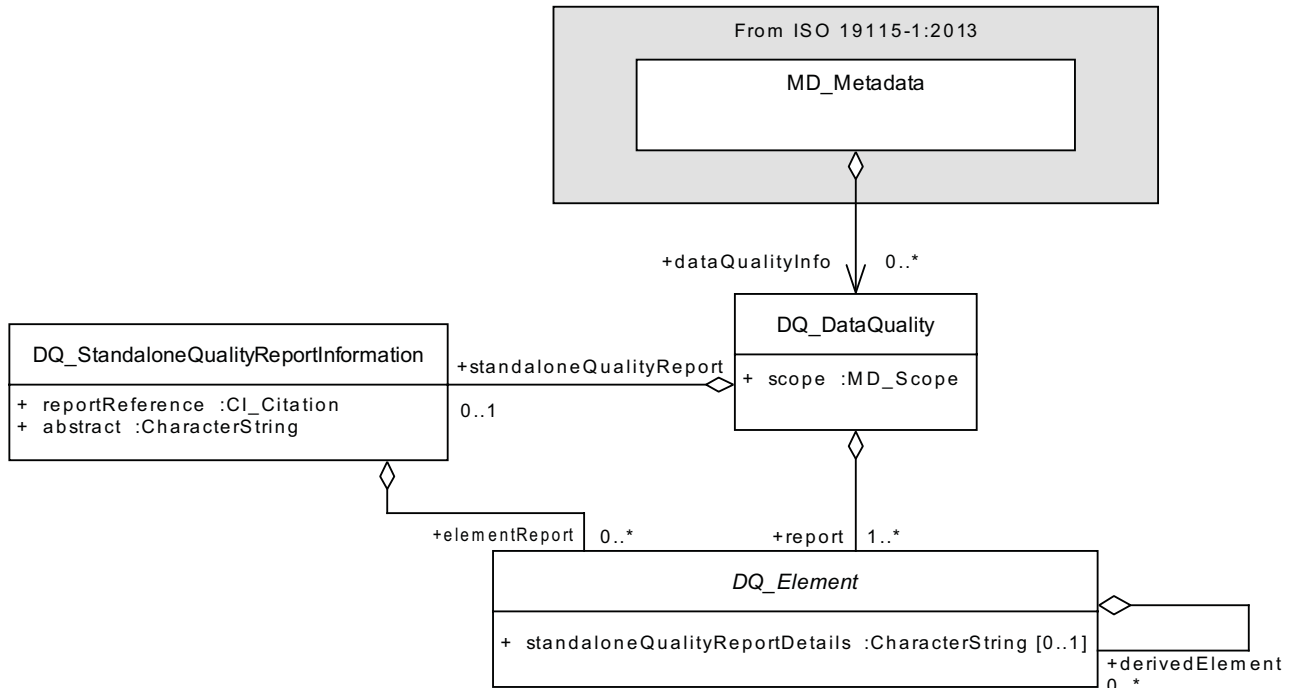 From ISO 19115-1:2013
MD_Metadata
+dataQualityInfo 0..*
DQ_DataQuality
+ scope :MD_Scope
DQ_StandaloneQualityReportInformation
+ reportReference :CI_Citation
+ abstract :CharacterString
+standaloneQualityReport
0..1
+elementReport 0..*
+report 1..*
DQ_Element
+ standaloneQualityReportDetails :CharacterString [0..1]
+derivedElement
0..*